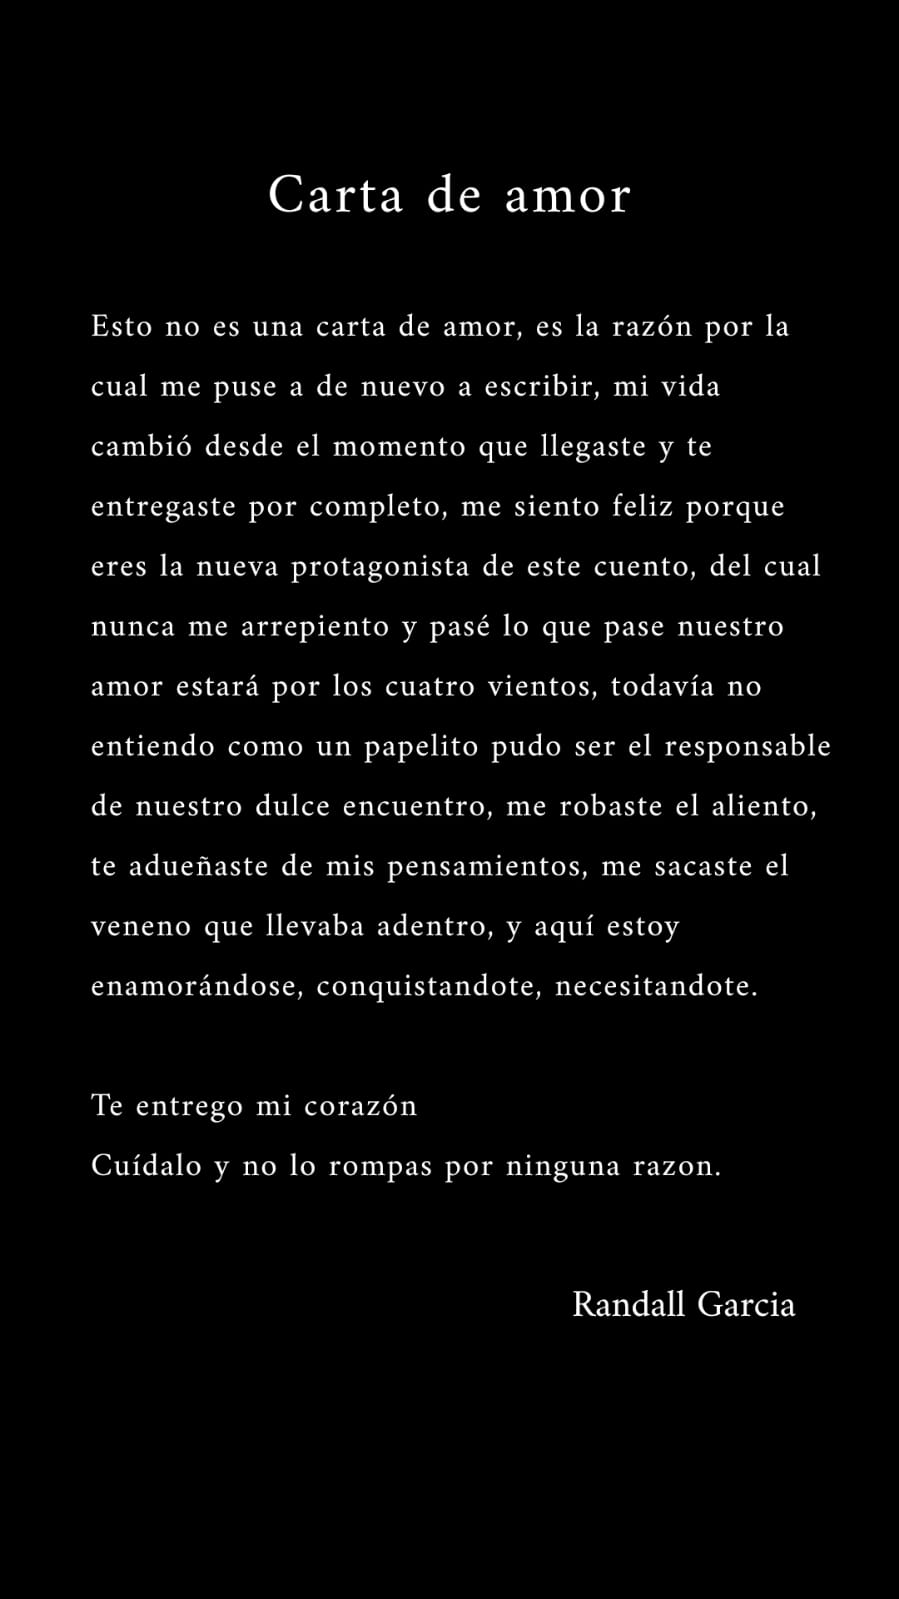 Carta de amor
Esto no es una carta de amor, es la razón por la
cual me puse a de nuevo a escribir, mi vida
cambió desde el momento que llegaste y te
entregaste por completo, me siento feliz porque
eres la nueva protagonista de este cuento, del cual
nunca me arrepiento y pasé lo que pase nuestro
amor estará por los cuatro vientos, todavía no
entiendo como un papelito pudo ser el responsable
de nuestro dulce encuentro, me robaste el aliento,
te adueñaste de mis pensamientos, me sacaste el
veneno que llevaba adentro, y aquí estoy
enamorándose, conquistandote, necesitandote.
Te entrego mi corazón
Cuídalo y no lo rompas por ninguna razon.
Randall Garcia